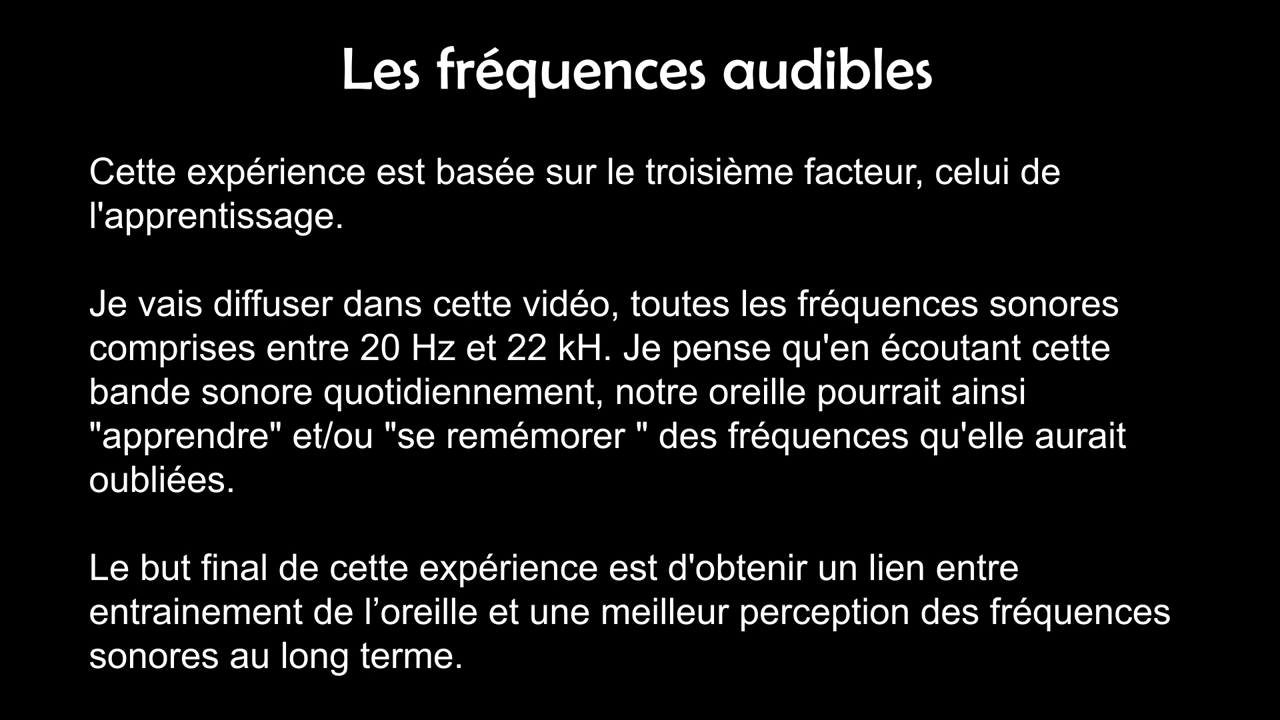 Les fréquences audibles
Cette expérience est basée sur le troisième facteur, celui de
l'apprentissage.
Je vais diffuser dans cette vidéo, toutes les fréquences sonores
comprises entre 20 Hz et 22 kH. Je pense qu'en écoutant cette
bande sonore quotidiennement, notre oreille pourrait ainsi
"apprendre" et/ou "se remémorer " des fréquences qu'elle aurait
oubliées.
Le but final de cette expérience est d'obtenir un lien entre
entrainement de l’oreille et une meilleur perception des fréquences
sonores au long terme.